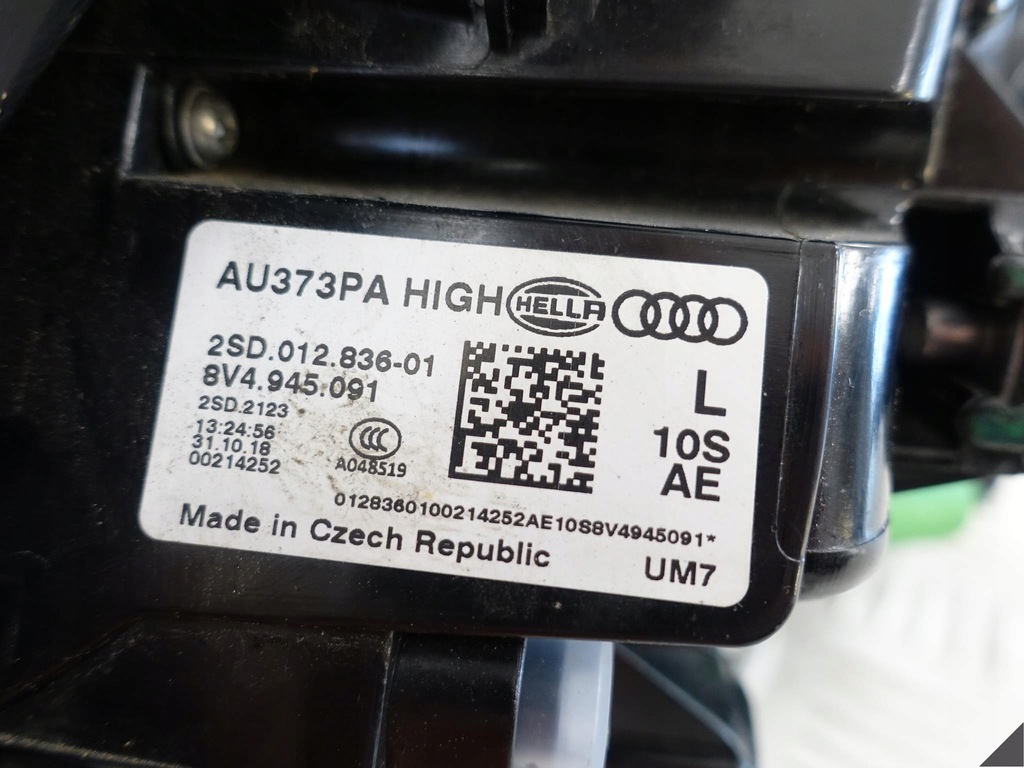 AU373PA HIGH HELLA
2SD.012.836-01
8V4.945.091
2SD.2123
13:24:56
31.10.18
00214252
CCC
A048519
L
10S
AE
0128360100214252AE10S8V4945091*
Made in Czech Republic
UM7